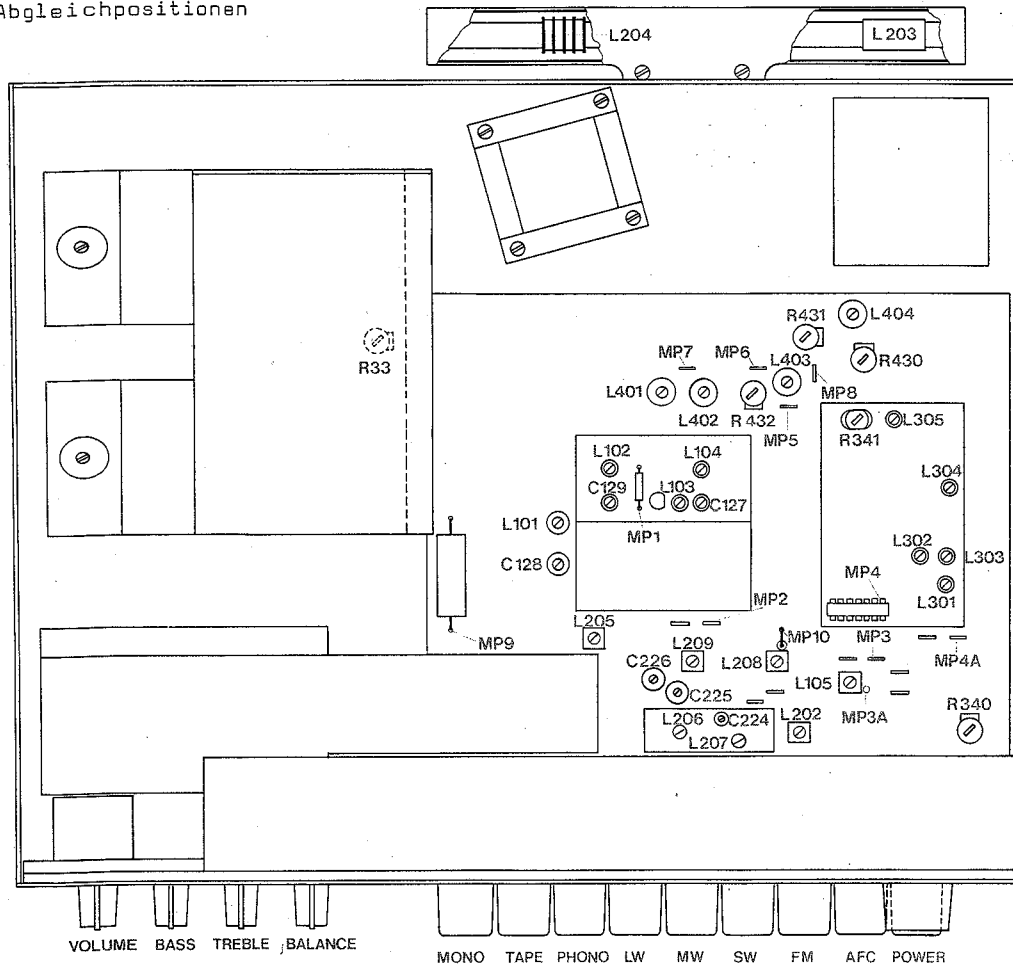 Abgleichpositionen
L204
L203
R431
L404
MP7
MP6
L403
R430
R33
L401
MP8
L402
R432
MP5
R341
L305
L102
L104
L304
C129
L103
C127
L101
MP1
L302
L303
C128
MP4
L301
MP2
L205
MP10
MP3
MP9
L209
L208
MP4A
C226
L105
C225
MP3A
R340
L206
C224
L202
L207
VOLUME BASS TREBLE BALANCE
MONO TAPE PHONO LW MW SW FM AFC POWER